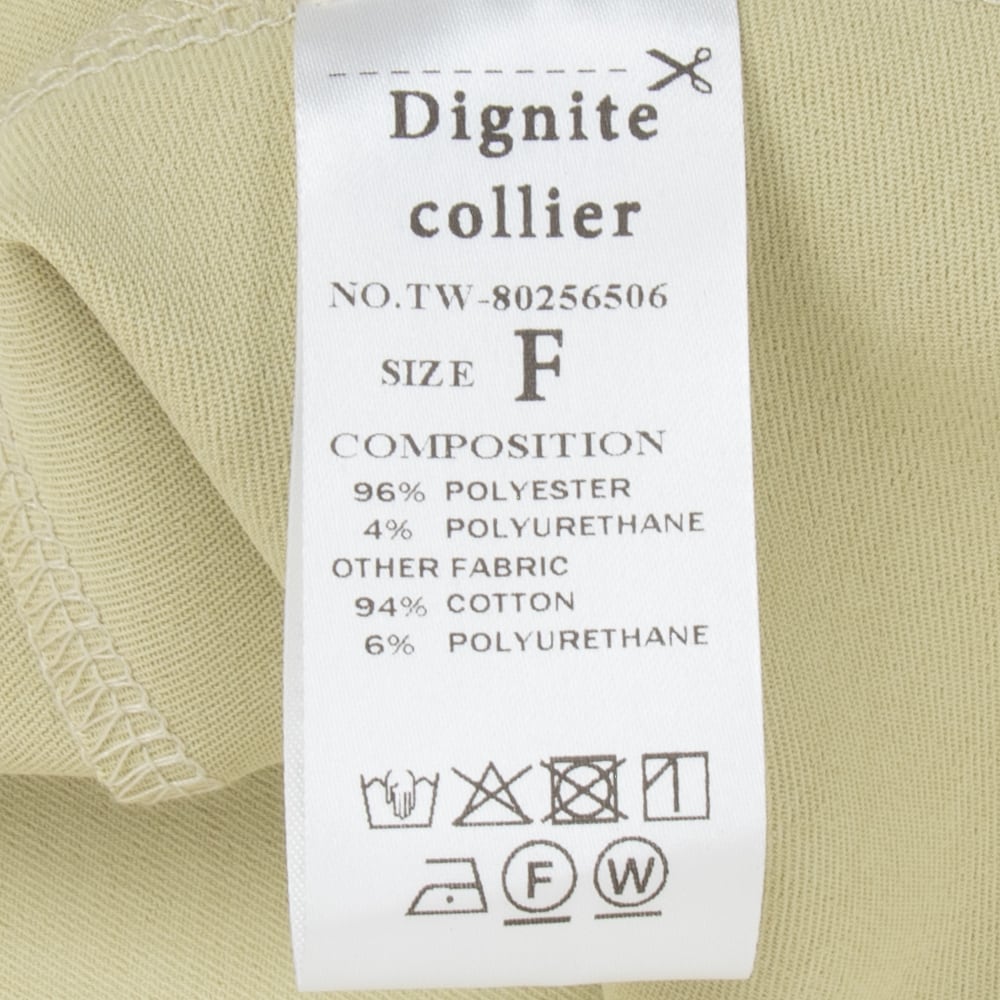 Dignite
collier
NO.TW-80256506
SIZE F
COMPOSITION
96% POLYESTER
4% POLYURETHANE
OTHER FABRIC
94% COTTON
6% POLYURETHANE
F W